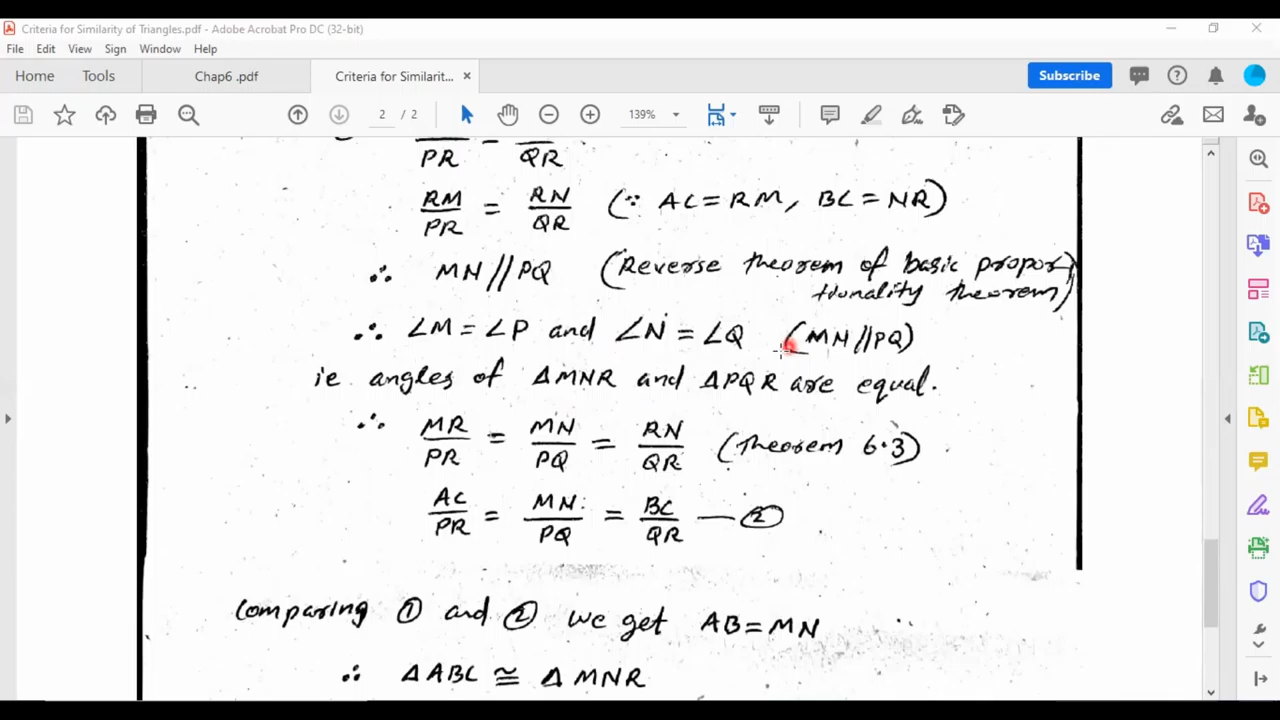 Criteria for Similarity of Triangles.pdf - Adobe Acrobat Pro DC (32-bit)
File Edit View Sign Window Help
Home Tools Chap6 .pdf Criteria for Similarit... × Subscribe
2 / 2 139%
/PR = /QR
RM/PR = RN/QR (∵ AC = RM, BC = NR)
∴ MN // PQ (Reverse theorem of basic propor
tionality theorem)
∴ ∠M = ∠P and ∠N = ∠Q (MN // PQ)
ie angles of ΔMNR and ΔPQR are equal.
∴ MR/PR = MN/PQ = RN/QR (Theorem 6.3)
AC/PR = MN/PQ = BC/QR — ②
Comparing ① and ② we get AB = MN
∴ ΔABC ≅ ΔMNR